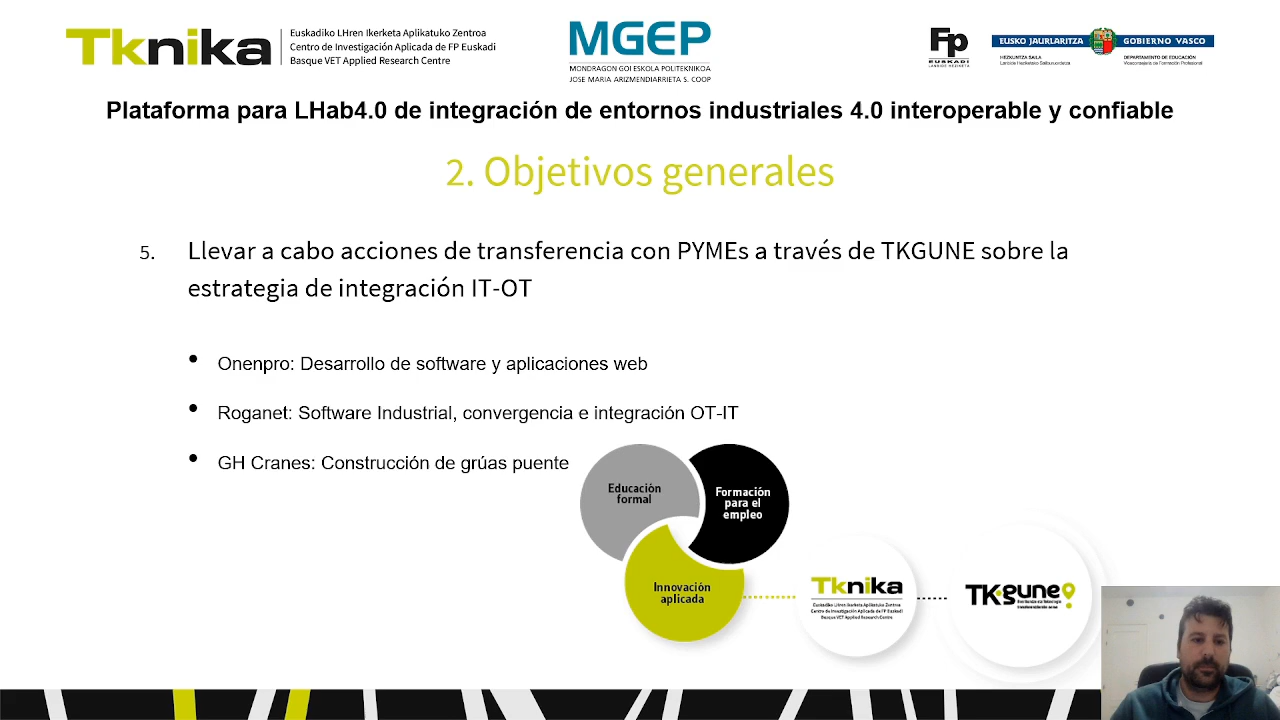 Tknika
Euskadiko LHren Ikerketa Aplikatuko Zentroa
Centro de Investigación Aplicada de FP Euskadi
Basque VET Applied Research Centre
MGEP
MONDRAGON GOI ESKOLA POLITEKNIKOA
JOSE MARIA ARIZMENDIARRIETA S. COOP
Fp
EUSKADI
LANBIDE HEZIKETA
EUSKO JAURLARITZA
GOBIERNO VASCO
HEZKUNTZA SAILA
Lanbide Heziketako Sailburuordetza
DEPARTAMENTO DE EDUCACIÓN
Viceconsejería de Formación Profesional
Plataforma para LHab4.0 de integración de entornos industriales 4.0 interoperable y confiable
2. Objetivos generales
5. Llevar a cabo acciones de transferencia con PYMEs a través de TKGUNE sobre la
estrategia de integración IT-OT
• Onenpro: Desarrollo de software y aplicaciones web
• Roganet: Software Industrial, convergencia e integración OT-IT
• GH Cranes: Construcción de grúas puente
Educación
formal
Formación
para el
empleo
Innovación
aplicada
Tknika
Euskadiko LHren Ikerketa Aplikatuko Zentroa
Centro de Investigación Aplicada de FP Euskadi
Basque VET Applied Research Centre
TKgune